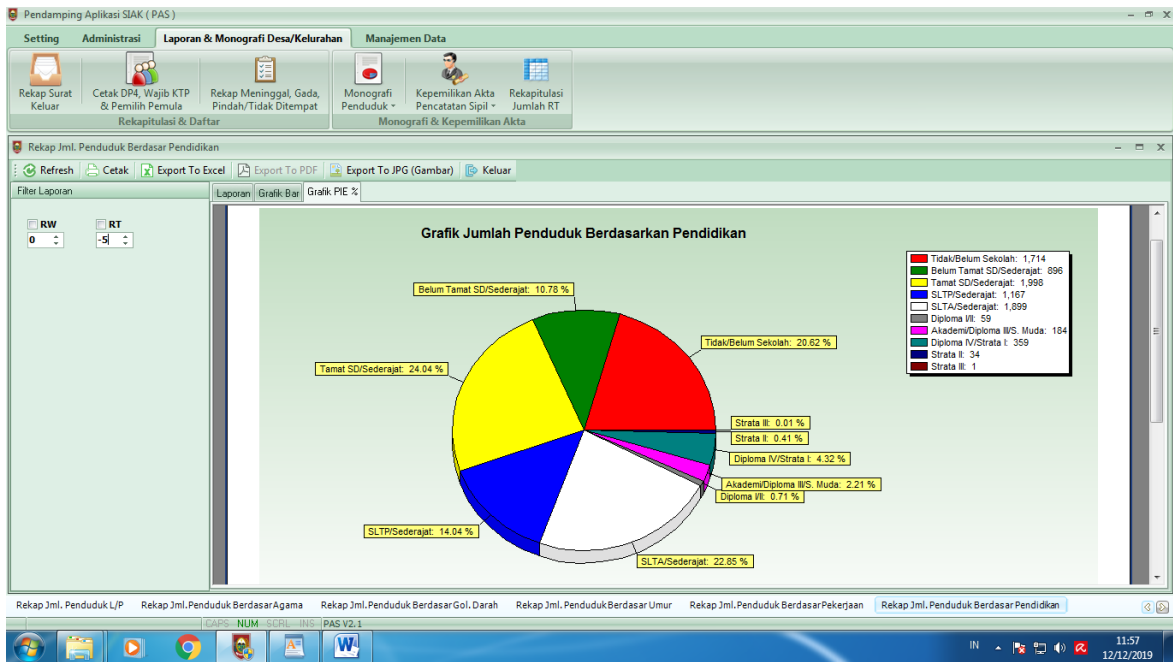 Pendamping Aplikasi SIAK ( PAS )
Setting Administrasi Laporan & Monografi Desa/Kelurahan Manajemen Data
Rekap Surat Keluar
Cetak DP4, Wajib KTP & Pemilih Pemula
Rekap Meninggal, Gada, Pindah/Tidak Ditempat
Monografi Penduduk
Kepemilikan Akta Pencatatan Sipil
Rekapitulasi Jumlah RT
Rekapitulasi & Daftar
Monografi & Kepemilikan Akta
Rekap Jml. Penduduk Berdasar Pendidikan
Refresh Cetak Export To Excel Export To PDF Export To JPG (Gambar) Keluar
Filter Laporan
Laporan Grafik Bar Grafik PIE %
RW RT
0 -5
Grafik Jumlah Penduduk Berdasarkan Pendidikan
Tidak/Belum Sekolah: 1,714
Belum Tamat SD/Sederajat: 896
Tamat SD/Sederajat: 1,998
SLTP/Sederajat: 1,167
SLTA/Sederajat: 1,899
Diploma I/II: 59
Akademi/Diploma III/S. Muda: 184
Diploma IV/Strata I: 359
Strata II: 34
Strata III: 1
Belum Tamat SD/Sederajat: 10.78 %
Tidak/Belum Sekolah: 20.62 %
Tamat SD/Sederajat: 24.04 %
Strata III: 0.01 %
Strata II: 0.41 %
Diploma IV/Strata I: 4.32 %
Akademi/Diploma III/S. Muda: 2.21 %
Diploma I/II: 0.71 %
SLTP/Sederajat: 14.04 %
SLTA/Sederajat: 22.85 %
Rekap Jml. Penduduk L/P Rekap Jml.Penduduk Berdasar Agama Rekap Jml.Penduduk Berdasar Gol. Darah Rekap Jml.Penduduk Berdasar Umur Rekap Jml.Penduduk Berdasar Pekerjaan Rekap Jml.Penduduk Berdasar Pendidikan
CAPS NUM SCRL INS PAS V2.1
IN 11:57
12/12/2019